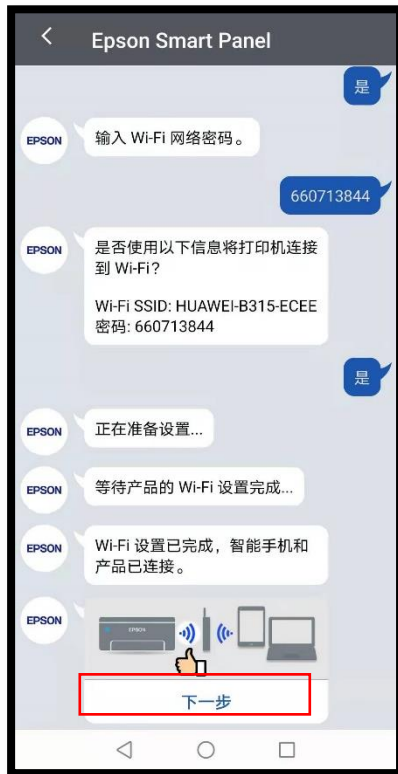 Epson Smart Panel
是
EPSON
输入 Wi-Fi 网络密码。
660713844
EPSON
是否使用以下信息将打印机连接
到 Wi-Fi?
Wi-Fi SSID: HUAWEI-B315-ECEE
密码: 660713844
是
EPSON
正在准备设置...
EPSON
等待产品的 Wi-Fi 设置完成...
EPSON
Wi-Fi 设置已完成，智能手机和
产品已连接。
EPSON
EPSON
下一步